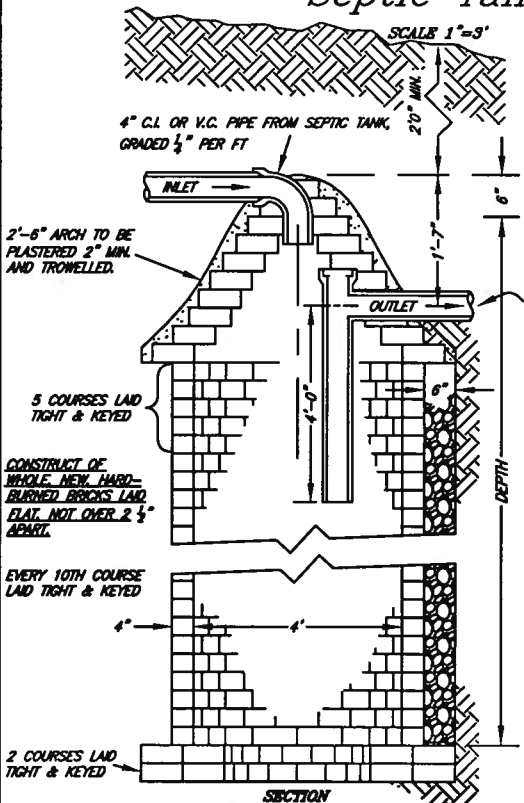 Septic Tan
SCALE 1"=3'
2'0" MIN.
4" C.I. OR V.C. PIPE FROM SEPTIC TANK,
GRADED 1/4" PER FT
INLET
6"
1'-7"
2'-6" ARCH TO BE
PLASTERED 2" MIN.
AND TROWELLED.
OUTLET
4'-0"
6"
5 COURSES LAID
TIGHT & KEYED
DEPTH
CONSTRUCT OF
WHOLE, NEW, HARD-
BURNED BRICKS LAID
FLAT, NOT OVER 2 1/2"
APART.
EVERY 10TH COURSE
LAID TIGHT & KEYED
4"
4'
2 COURSES LAID
TIGHT & KEYED
SECTION